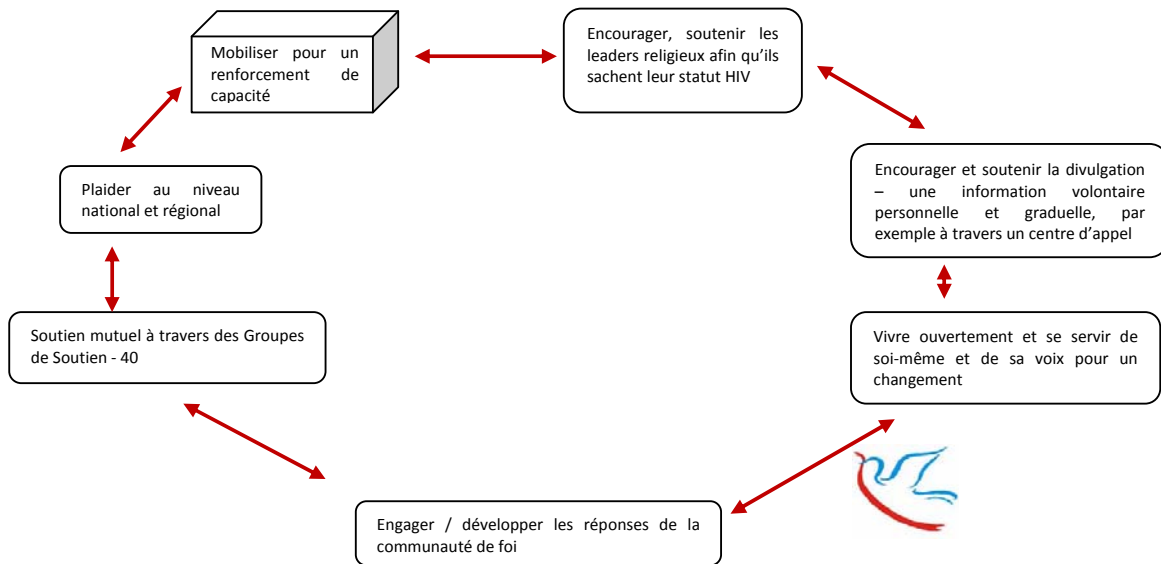 Mobiliser pour un
renforcement de
capacité
Encourager, soutenir les
leaders religieux afin qu'ils
sachent leur statut HIV
Encourager et soutenir la divulgation
– une information volontaire
personnelle et graduelle, par
exemple à travers un centre d'appel
Vivre ouvertement et se servir de
soi-même et de sa voix pour un
changement
Engager / développer les réponses de la
communauté de foi
Soutien mutuel à travers des Groupes
de Soutien - 40
Plaider au niveau
national et régional